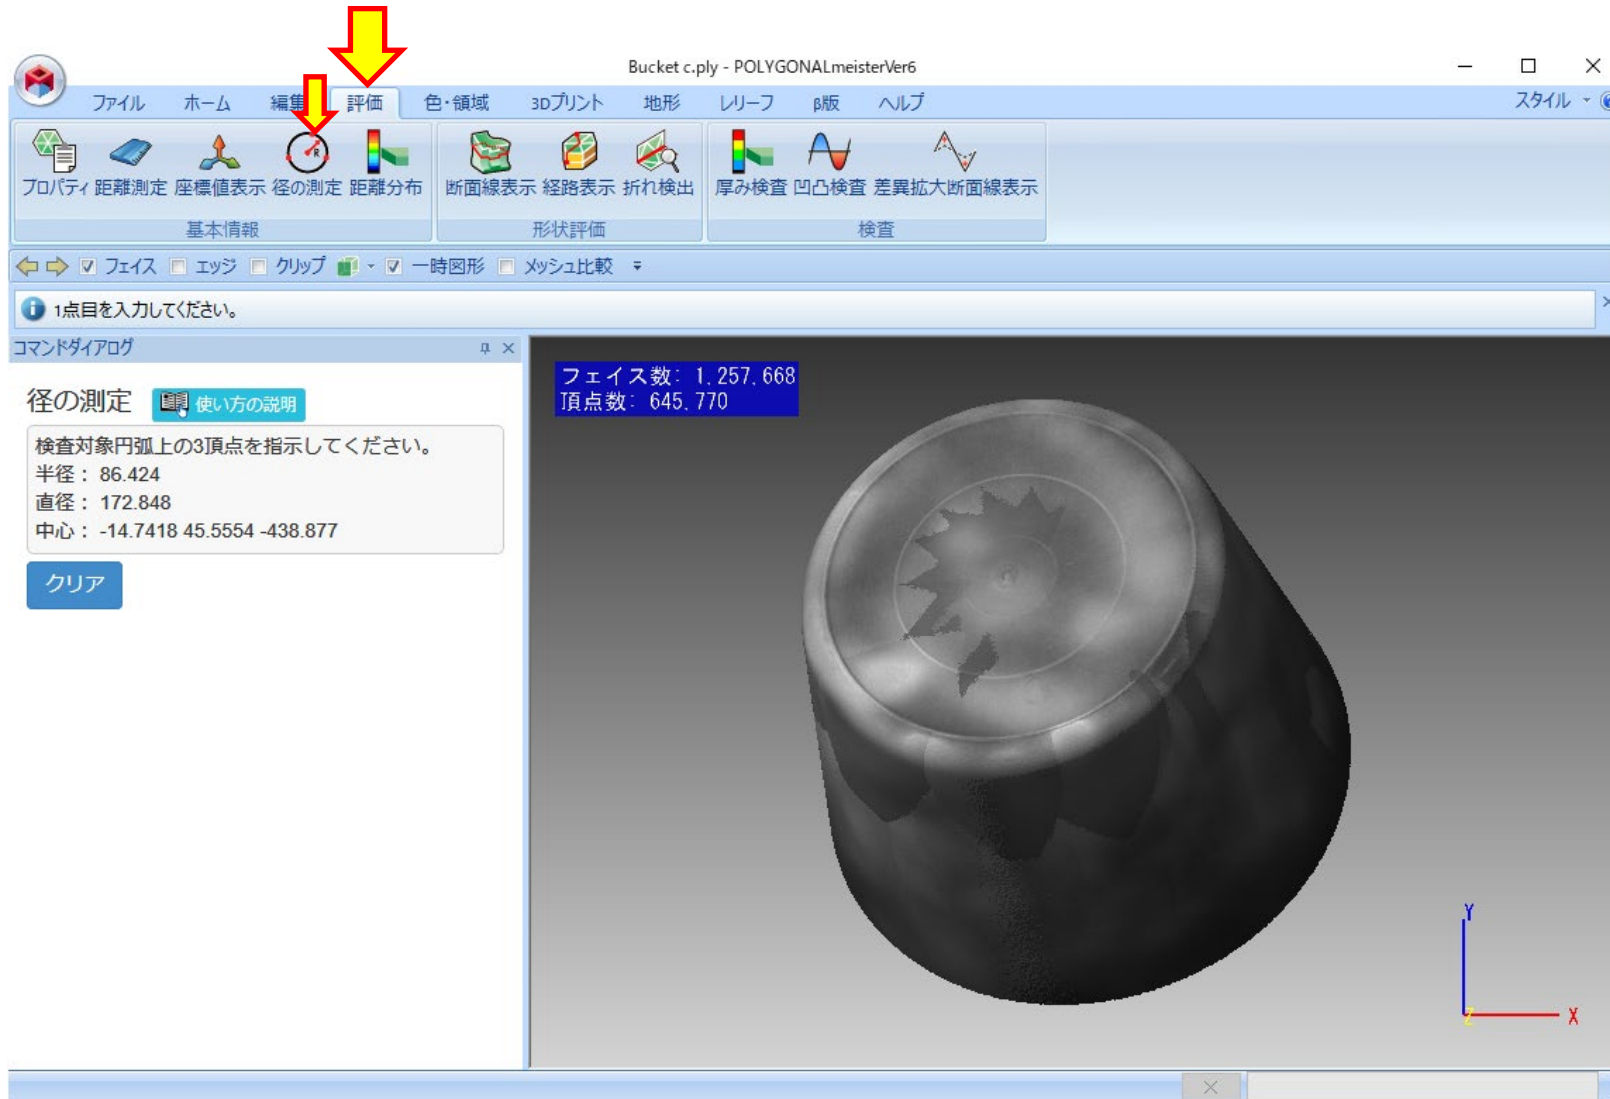 Bucket c.ply - POLYGONALmeisterVer6
ファイル ホーム 編集 評価 色・領域 3Dプリント 地形 レリーフ β版 ヘルプ スタイル
プロパティ 距離測定 座標値表示 径の測定 距離分布 断面線表示 経路表示 折れ検出 厚み検査 凹凸検査 差異拡大断面線表示
基本情報 形状評価 検査
フェイス エッジ クリップ 一時図形 メッシュ比較
1点目を入力してください。
コマンドダイアログ
径の測定 使い方の説明
検査対象円弧上の3頂点を指示してください。
半径： 86.424
直径： 172.848
中心： -14.7418 45.5554 -438.877
クリア
フェイス数: 1,257,668
頂点数: 645,770
R
Y
Z
X